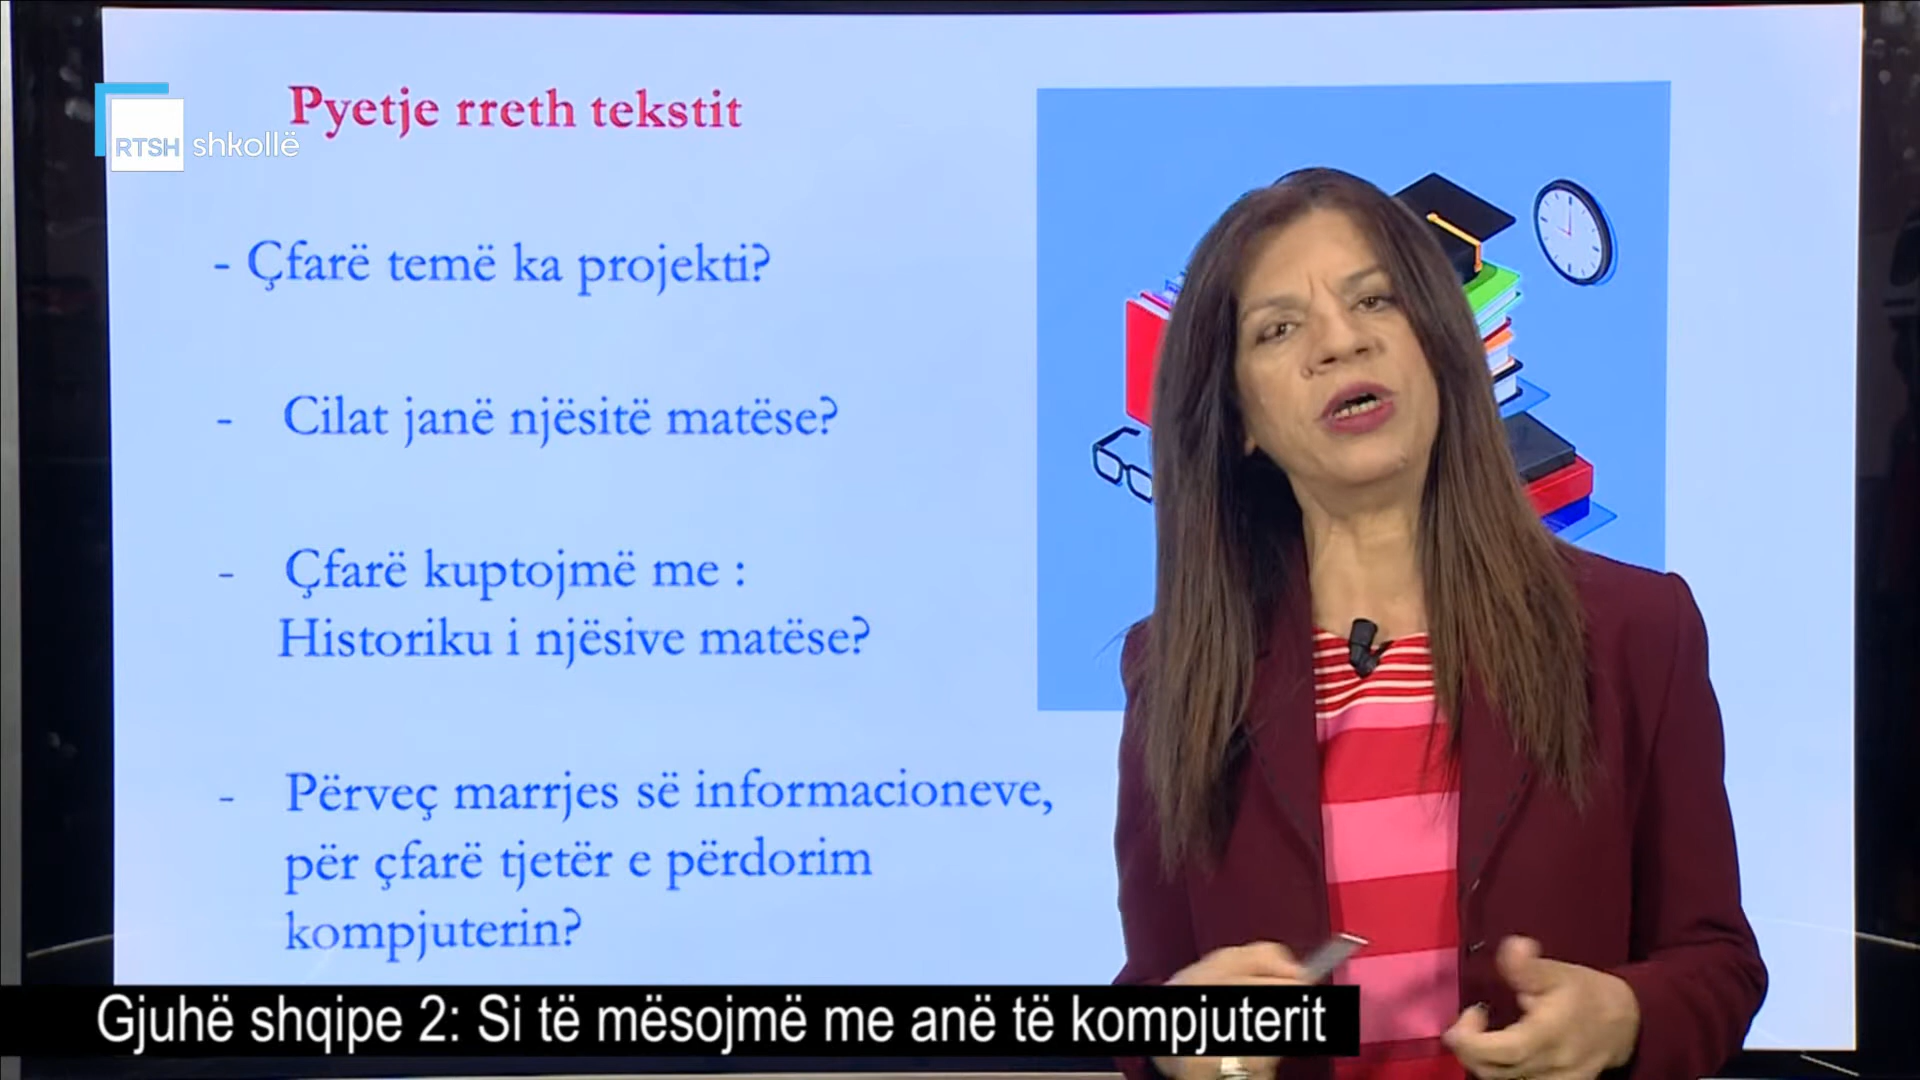 Pyetje rreth tekstit
RTSH shkollë
- Çfarë temë ka projekti?
- Cilat janë njësitë matëse?
- Çfarë kuptojmë me :
Historiku i njësive matëse?
- Përveç marrjes së informacioneve,
për çfarë tjetër e përdorim
kompjuterin?
Gjuhë shqipe 2: Si të mësojmë me anë të kompjuterit